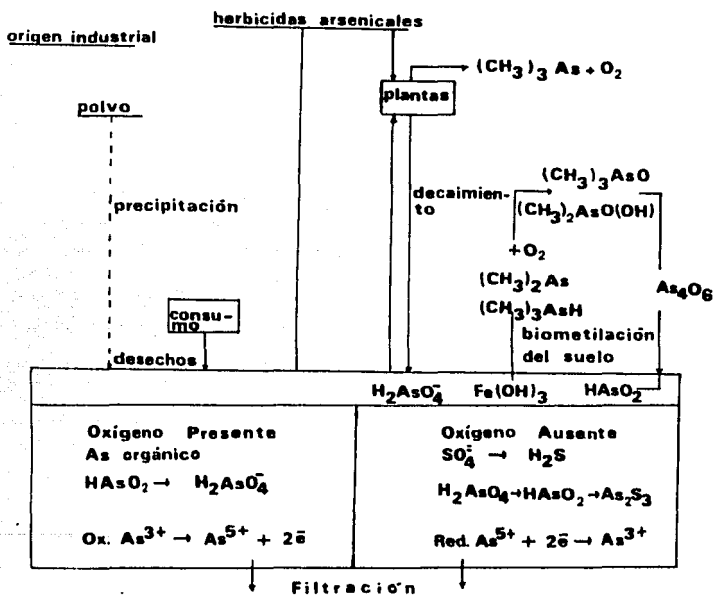 herbicidas arsenicales
origen industrial
(CH₃)₃ As + O₂
plantas
polvo
precipitación
decaimien-
to
(CH₃)₃AsO
(CH₃)₂AsO(OH)
+O₂
(CH₃)₂As
(CH₃)₃AsH
As₄O₆
consu-
mo
biometilación
del suelo
desechos
H₂AsO₄⁻ Fe(OH)₃ HAsO₂
Oxígeno Presente
As orgánico
HAsO₂ → H₂AsO₄⁻
Ox. As³⁺ → As⁵⁺ + 2ē
Oxígeno Ausente
SO₄⁼ → H₂S
H₂AsO₄→HAsO₂→As₂S₃
Red. As⁵⁺ + 2ē → As³⁺
Filtración